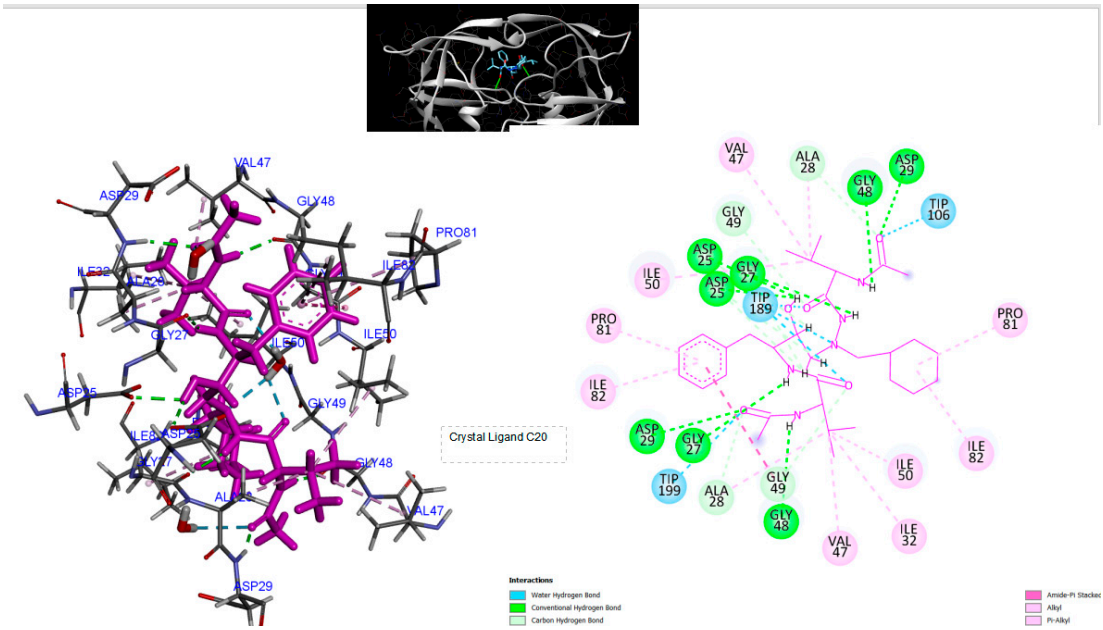 VAL47
ASP29
GLY48
PRO81
ILE82
ILE32
ALA28
GLY27
ILE50
ILE50
ASP25
GLY49
ASP25
GLY27
GLY48
VAL47
ASP29
Crystal Ligand C20
VAL
47
ALA
28
GLY
48
ASP
29
TIP
106
GLY
49
ASP
25
GLY
27
ASP
25
TIP
189
ILE
50
PRO
81
PRO
81
ILE
82
ILE
82
ASP
29
GLY
27
TIP
199
ALA
28
GLY
49
GLY
48
VAL
47
ILE
50
ILE
32
O
N
H
O
N
H
N
H
O
H
H
N
H
H
O
O
N
H
Interactions
Water Hydrogen Bond
Conventional Hydrogen Bond
Carbon Hydrogen Bond
Amide-Pi Stacked
Alkyl
Pi-Alkyl